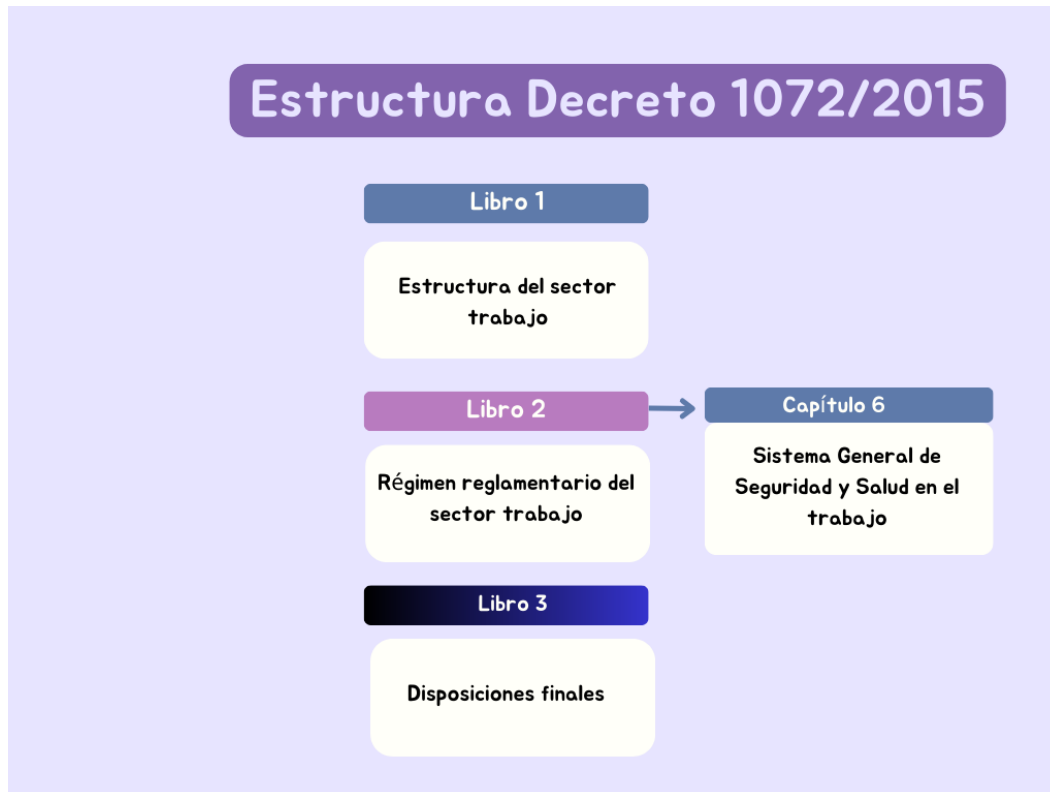 Estructura Decreto 1072/2015
Libro 1
Estructura del sector
trabajo
Libro 2
Régimen reglamentario del
sector trabajo
Capítulo 6
Sistema General de
Seguridad y Salud en el
trabajo
Libro 3
Disposiciones finales